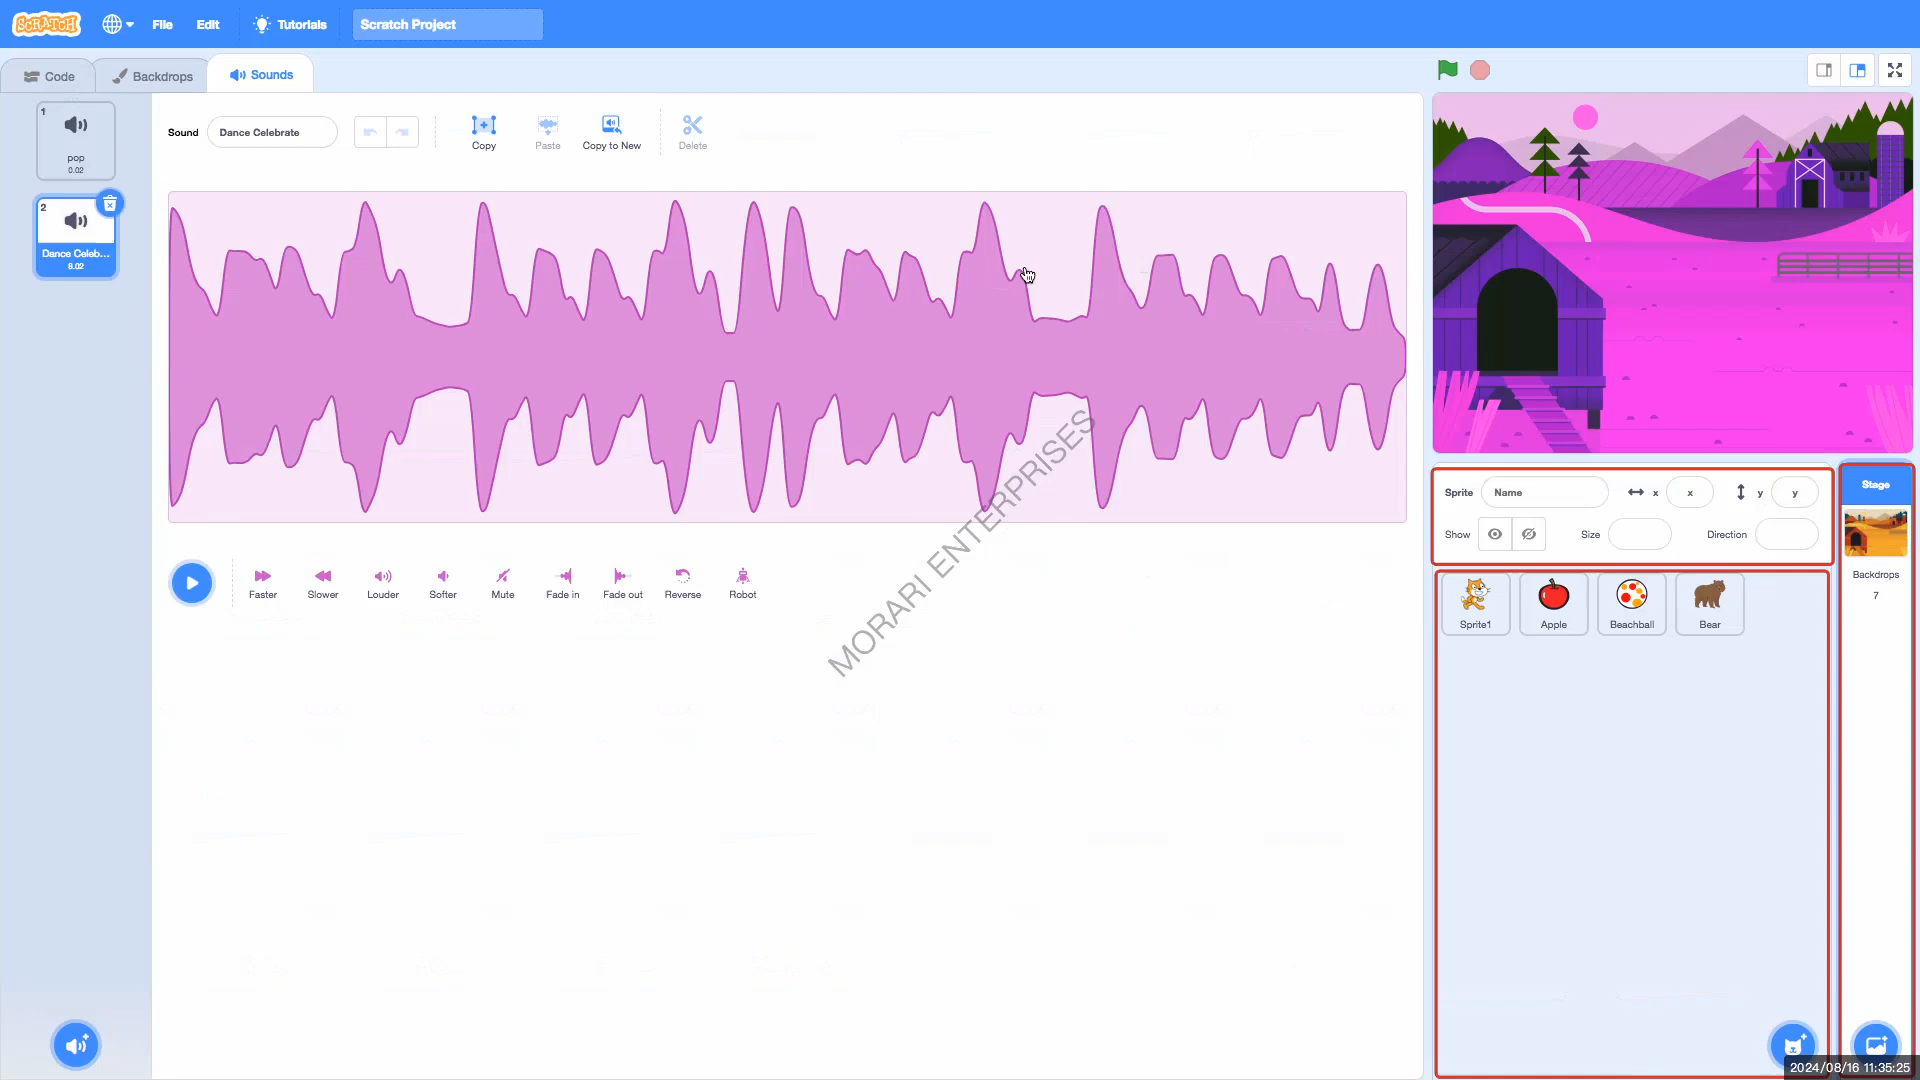 SCRATCH
File
Edit
Tutorials
Scratch Project
Code
Backdrops
Sounds
1
pop
0.02
2
Dance Celeb...
8.02
Sound
Dance Celebrate
Copy
Paste
Copy to New
Delete
Faster
Slower
Louder
Softer
Mute
Fade in
Fade out
Reverse
Robot
MORARI ENTERPRISES
Sprite
Name
x
x
y
y
Show
Size
Direction
Sprite1
Apple
Beachball
Bear
Stage
Backdrops
7
2024/08/16 11:35:25